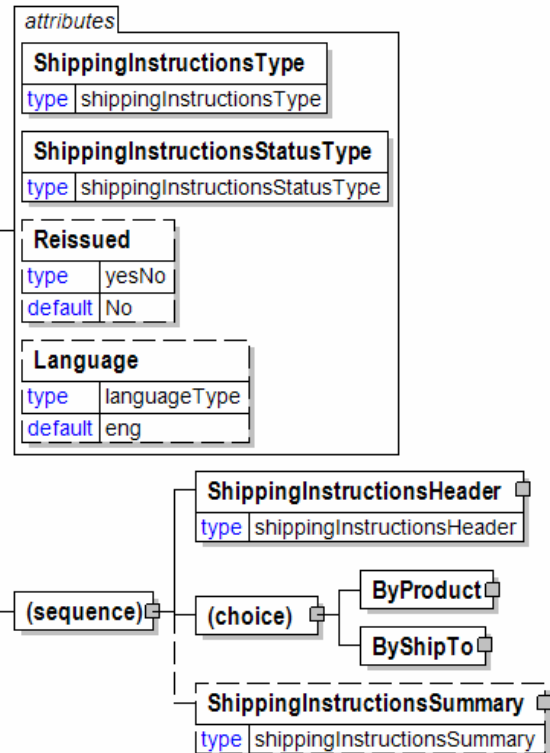 attributes
ShippingInstructionsType
type shippingInstructionsType
ShippingInstructionsStatusType
type shippingInstructionsStatusType
Reissued
type yesNo
default No
Language
type languageType
default eng
ShippingInstructionsHeader
type shippingInstructionsHeader
(sequence)
(choice)
ByProduct
ByShipTo
ShippingInstructionsSummary
type shippingInstructionsSummary